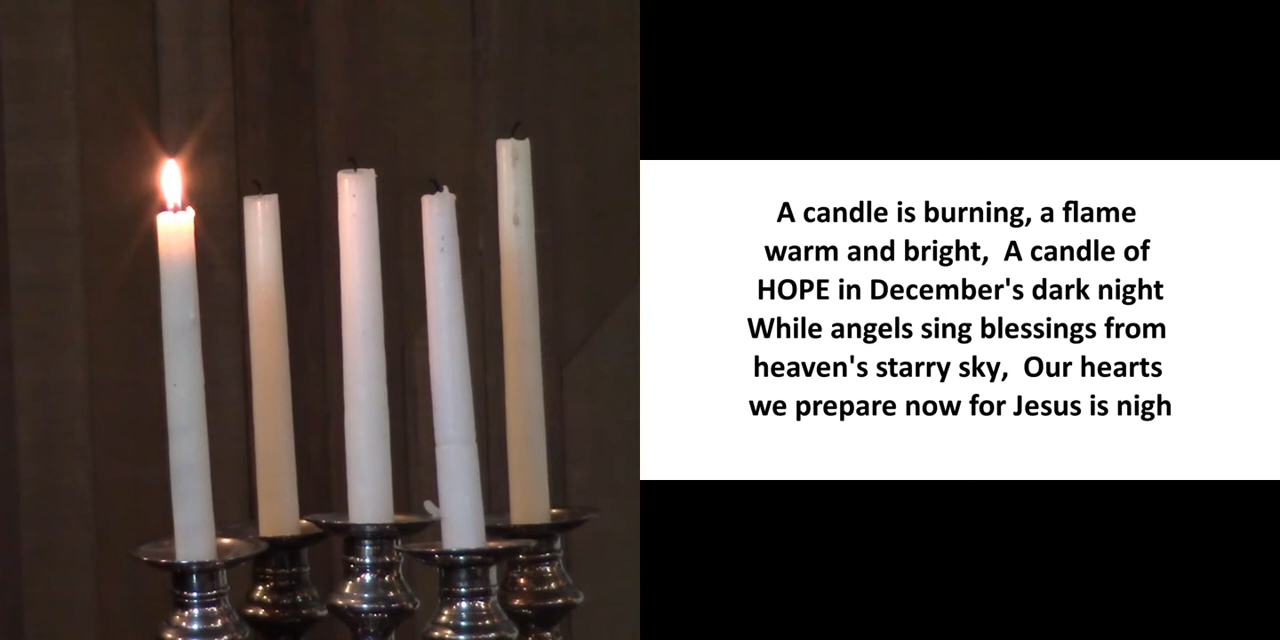 A candle is burning, a flame
warm and bright,  A candle of
HOPE in December's dark night
While angels sing blessings from
heaven's starry sky,  Our hearts
we prepare now for Jesus is nigh